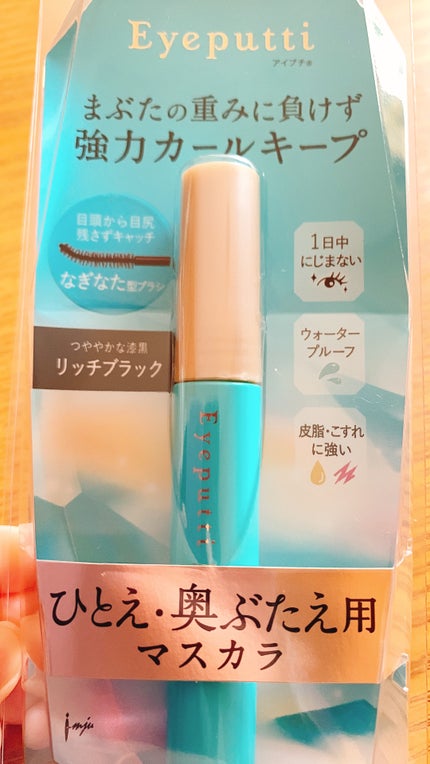 Eyeputti
アイプチ®
まぶたの重みに負けず
強力カールキープ
目頭から目尻
残さずキャッチ
なぎなた型ブラシ
つややかな漆黒
リッチブラック
1日中
にじまない
ウォーター
プルーフ
皮脂・こすれ
に強い
Eyeputti
ひとえ・奥ぶたえ用
マスカラ
imju